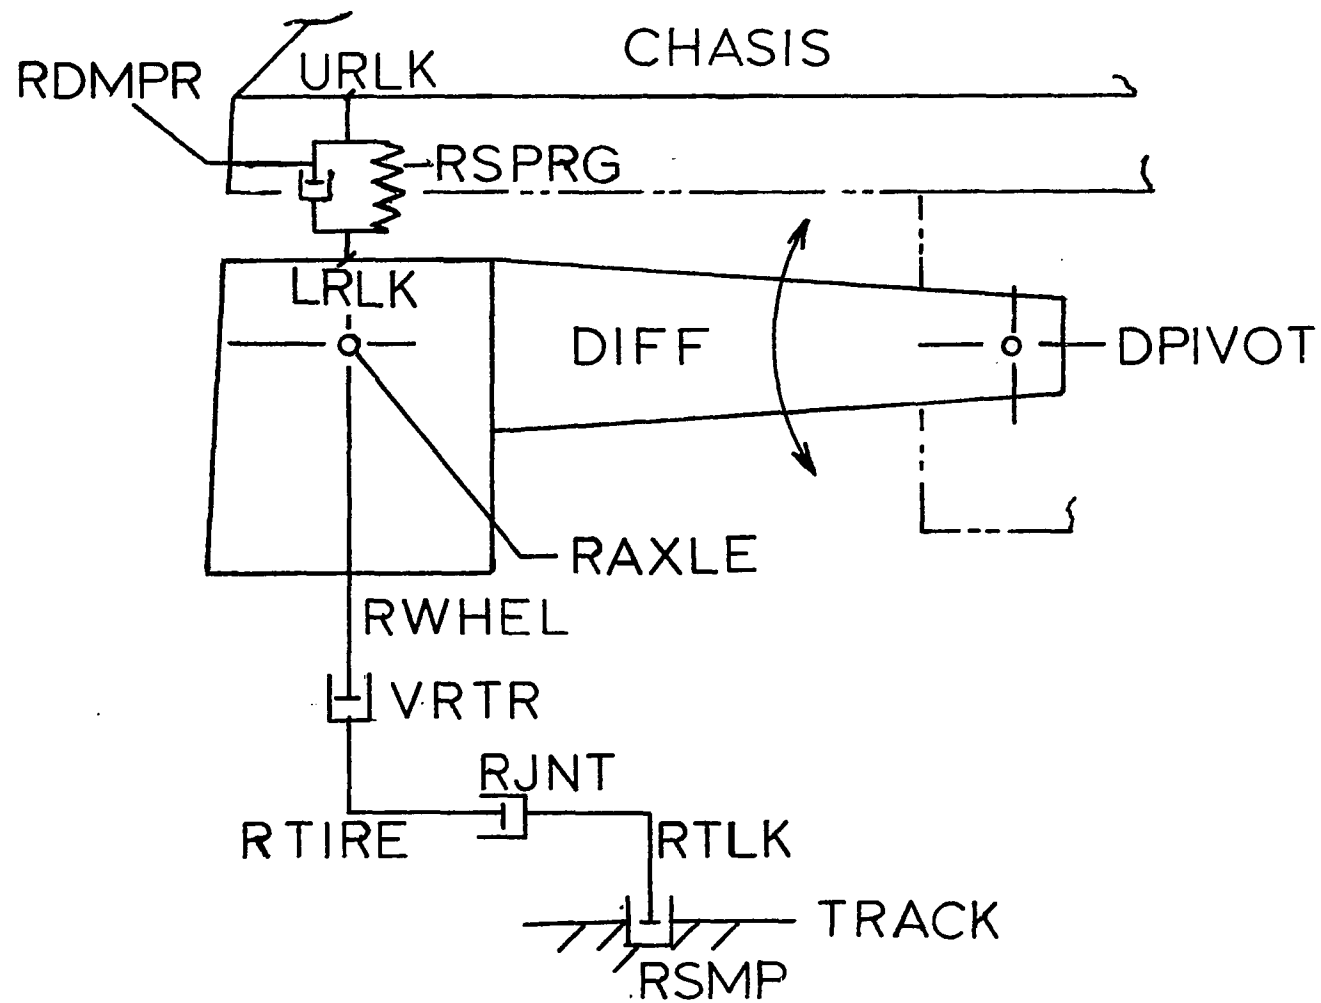 CHASIS
URLK
RDMPR
RSPRG
LRLK
DIFF
DPIVOT
RAXLE
RWHEL
VRTR
RJNT
RTIRE
RTLK
TRACK
RSMP